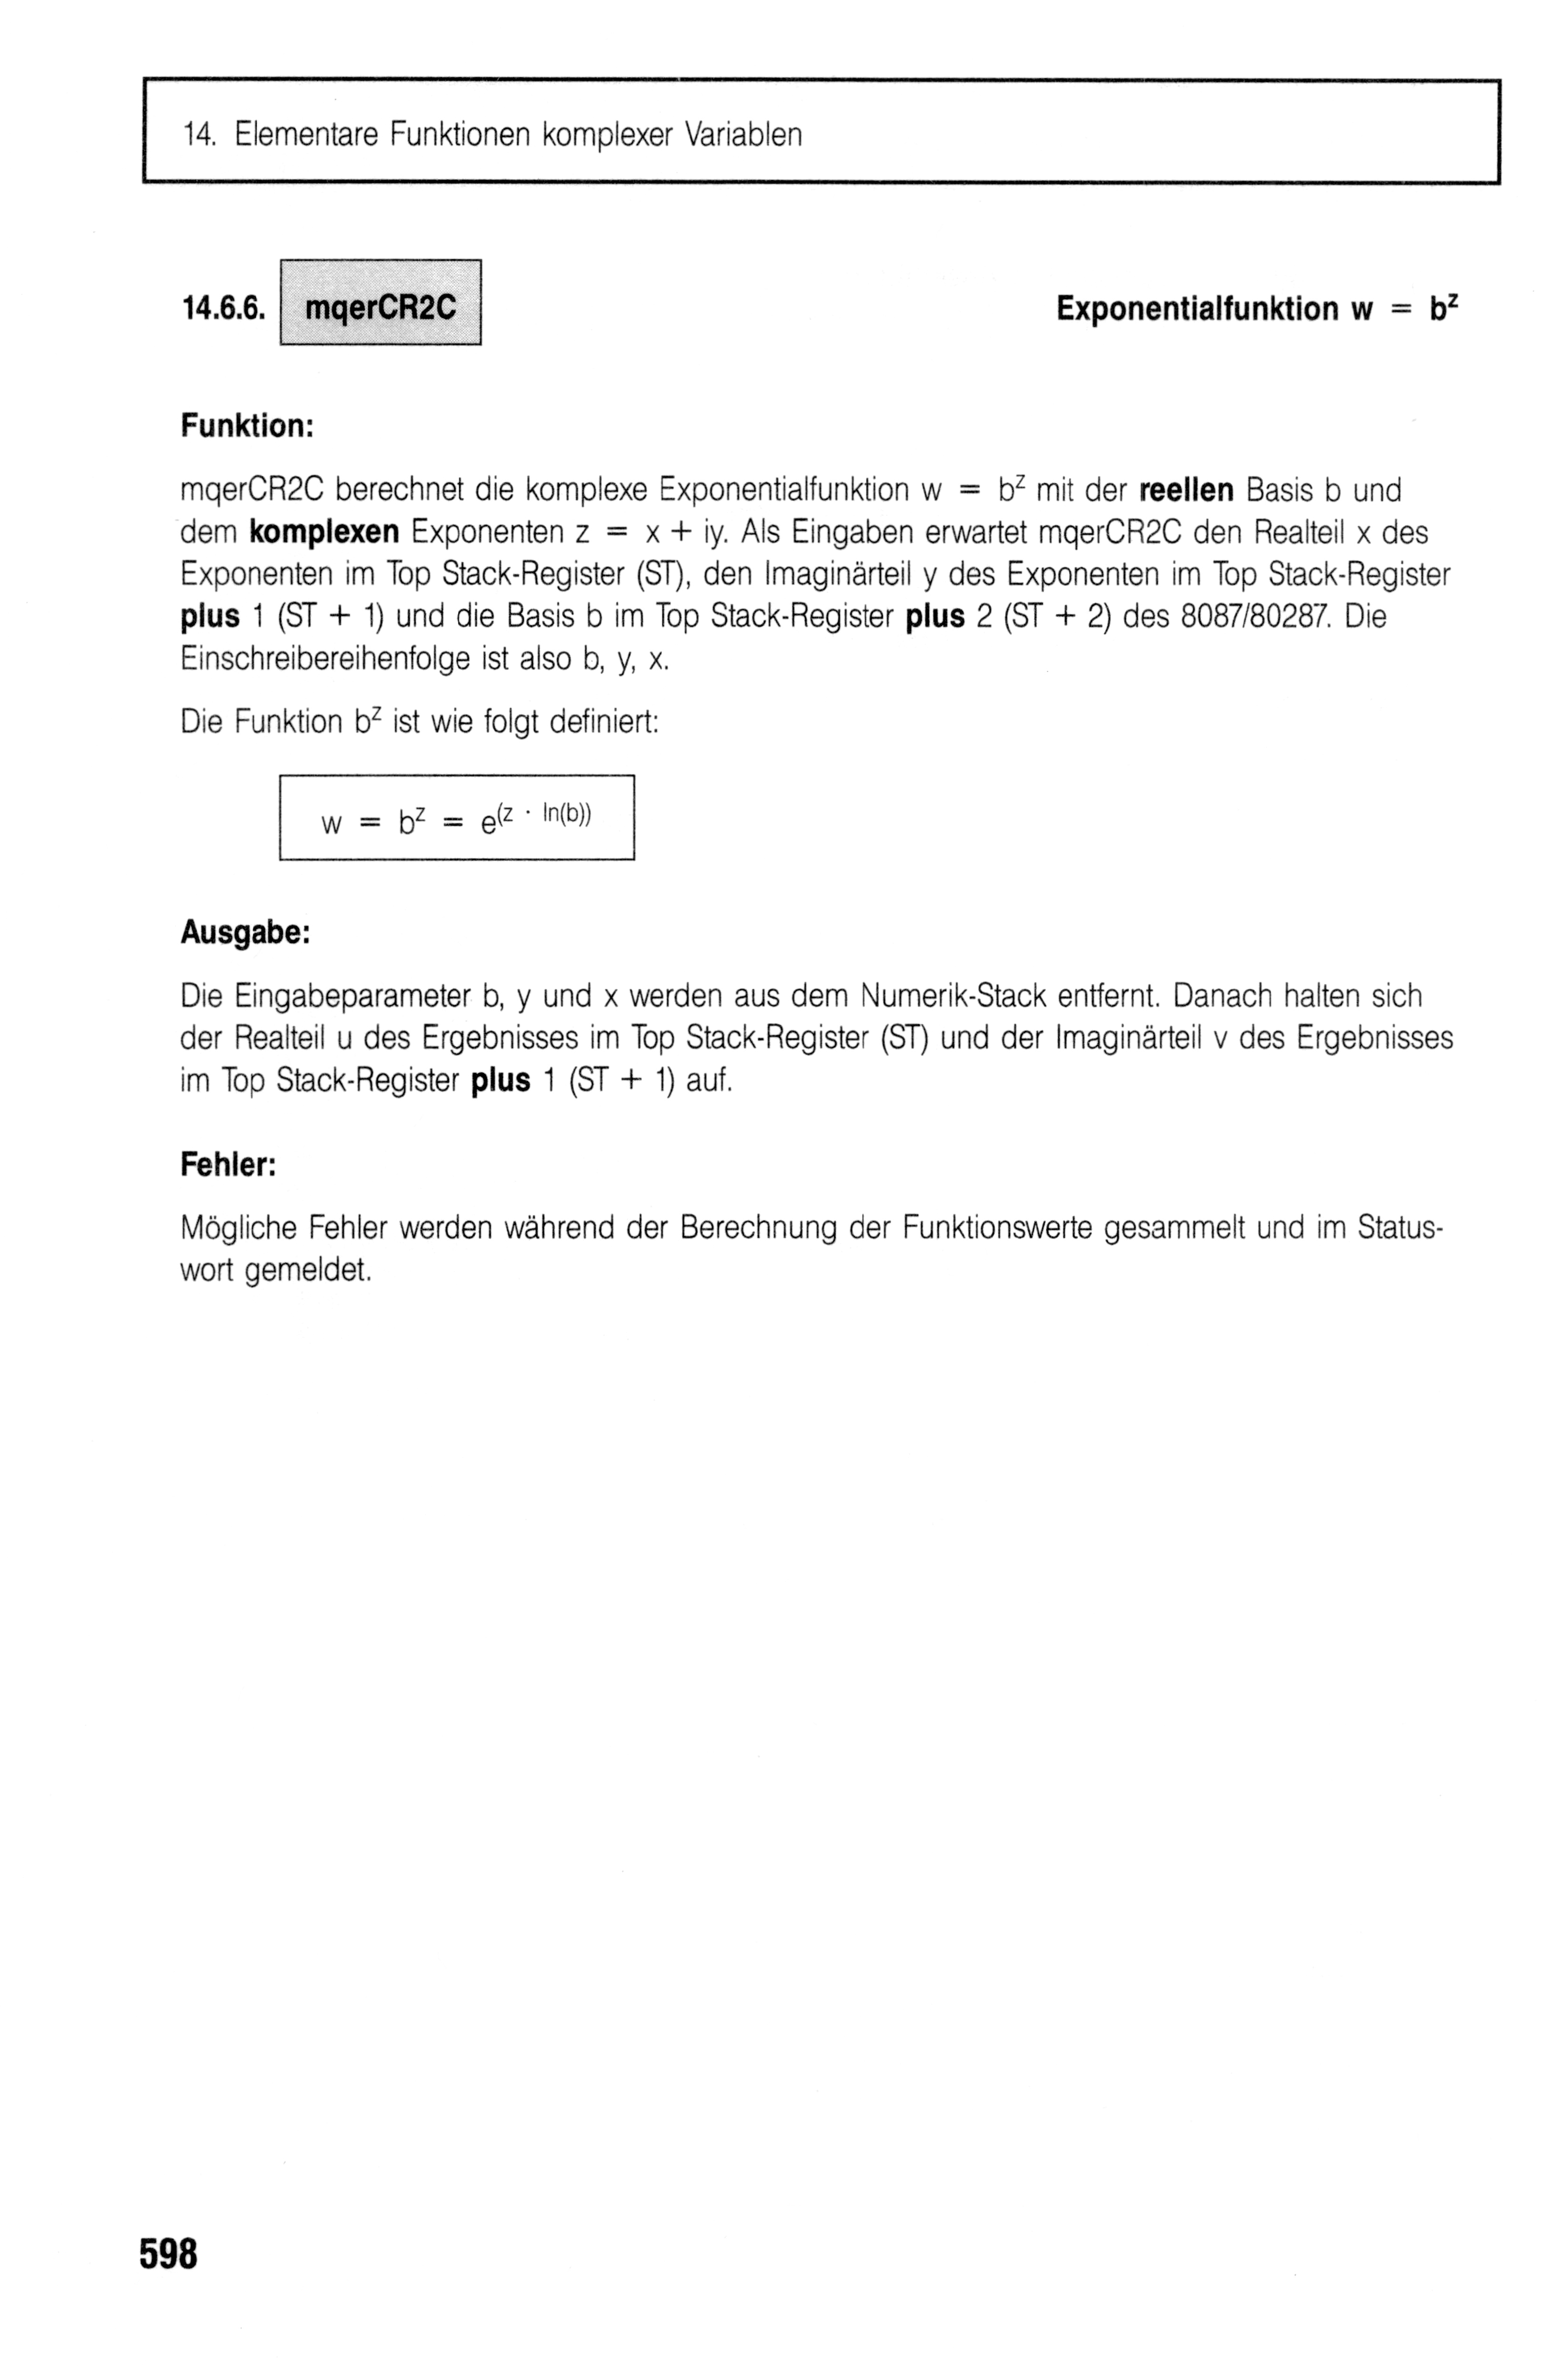 14. Elementare Funktionen komplexer Variablen
14.6.6. mqerCR2C Exponentialfunktion w = bᶻ
Funktion:
mqerCR2C berechnet die komplexe Exponentialfunktion w = bᶻ mit der reellen Basis b und
dem komplexen Exponenten z = x + iy. Als Eingaben erwartet mqerCR2C den Realteil x des
Exponenten im Top Stack-Register (ST), den Imaginärteil y des Exponenten im Top Stack-Register
plus 1 (ST + 1) und die Basis b im Top Stack-Register plus 2 (ST + 2) des 8087/80287. Die
Einschreibereihenfolge ist also b, y, x.
Die Funktion bᶻ ist wie folgt definiert:
w = bᶻ = e^(z · ln(b))
Ausgabe:
Die Eingabeparameter b, y und x werden aus dem Numerik-Stack entfernt. Danach halten sich
der Realteil u des Ergebnisses im Top Stack-Register (ST) und der Imaginärteil v des Ergebnisses
im Top Stack-Register plus 1 (ST + 1) auf.
Fehler:
Mögliche Fehler werden während der Berechnung der Funktionswerte gesammelt und im Status-
wort gemeldet.
598